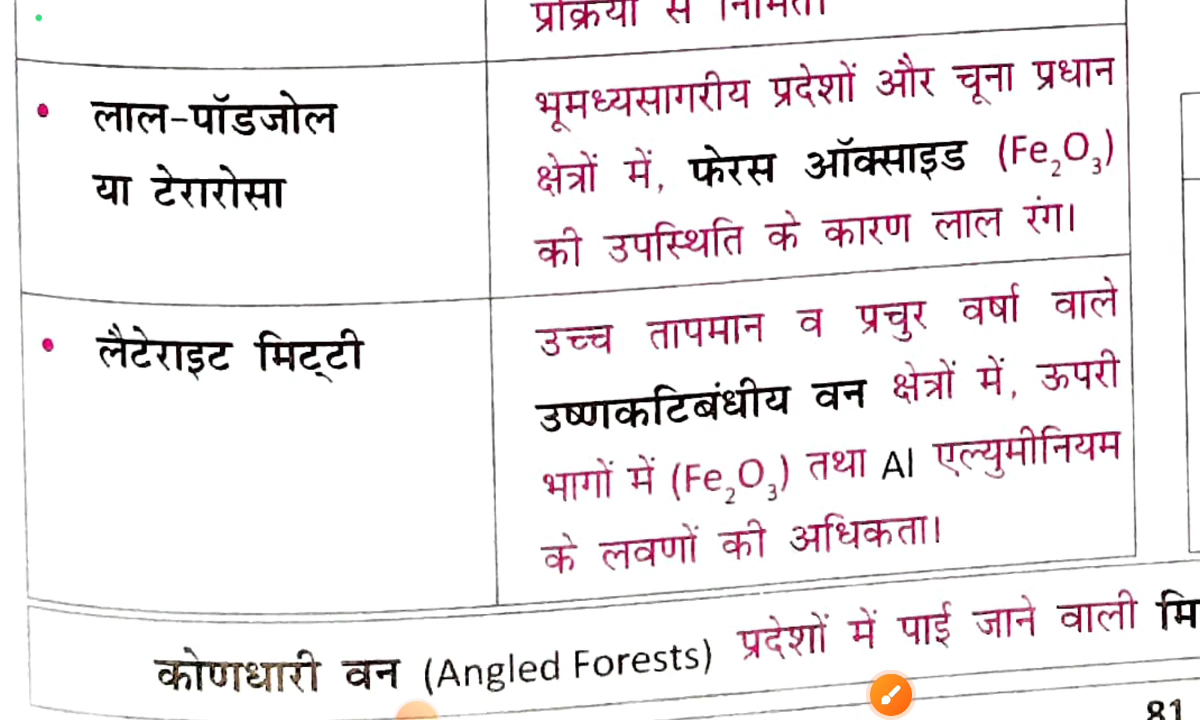 प्रक्रिया से निर्मित।
• लाल-पॉडजोल
या टेरारोसा
भूमध्यसागरीय प्रदेशों और चूना प्रधान
क्षेत्रों में, फेरस ऑक्साइड (Fe₂O₃)
की उपस्थिति के कारण लाल रंग।
• लैटेराइट मिट्टी
उच्च तापमान व प्रचुर वर्षा वाले
उष्णकटिबंधीय वन क्षेत्रों में, ऊपरी
भागों में (Fe₂O₃) तथा Al एल्युमीनियम
के लवणों की अधिकता।
कोणधारी वन (Angled Forests) प्रदेशों में पाई जाने वाली
81